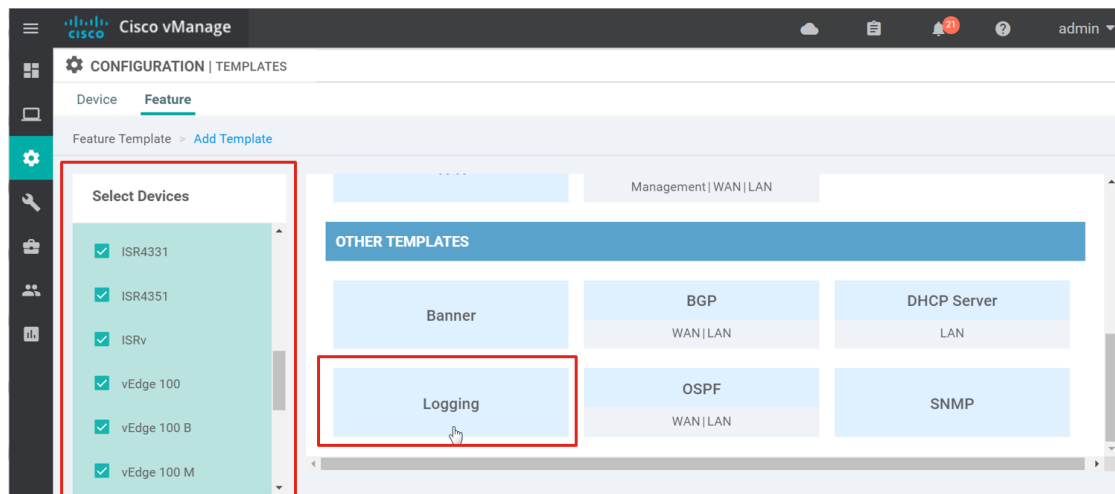 cisco Cisco vManage 21 admin
CONFIGURATION | TEMPLATES
Device Feature
Feature Template > Add Template
Select Devices
ISR4331
ISR4351
ISRv
vEdge 100
vEdge 100 B
vEdge 100 M
Management | WAN | LAN
OTHER TEMPLATES
Banner
BGP
WAN | LAN
DHCP Server
LAN
Logging
OSPF
WAN | LAN
SNMP